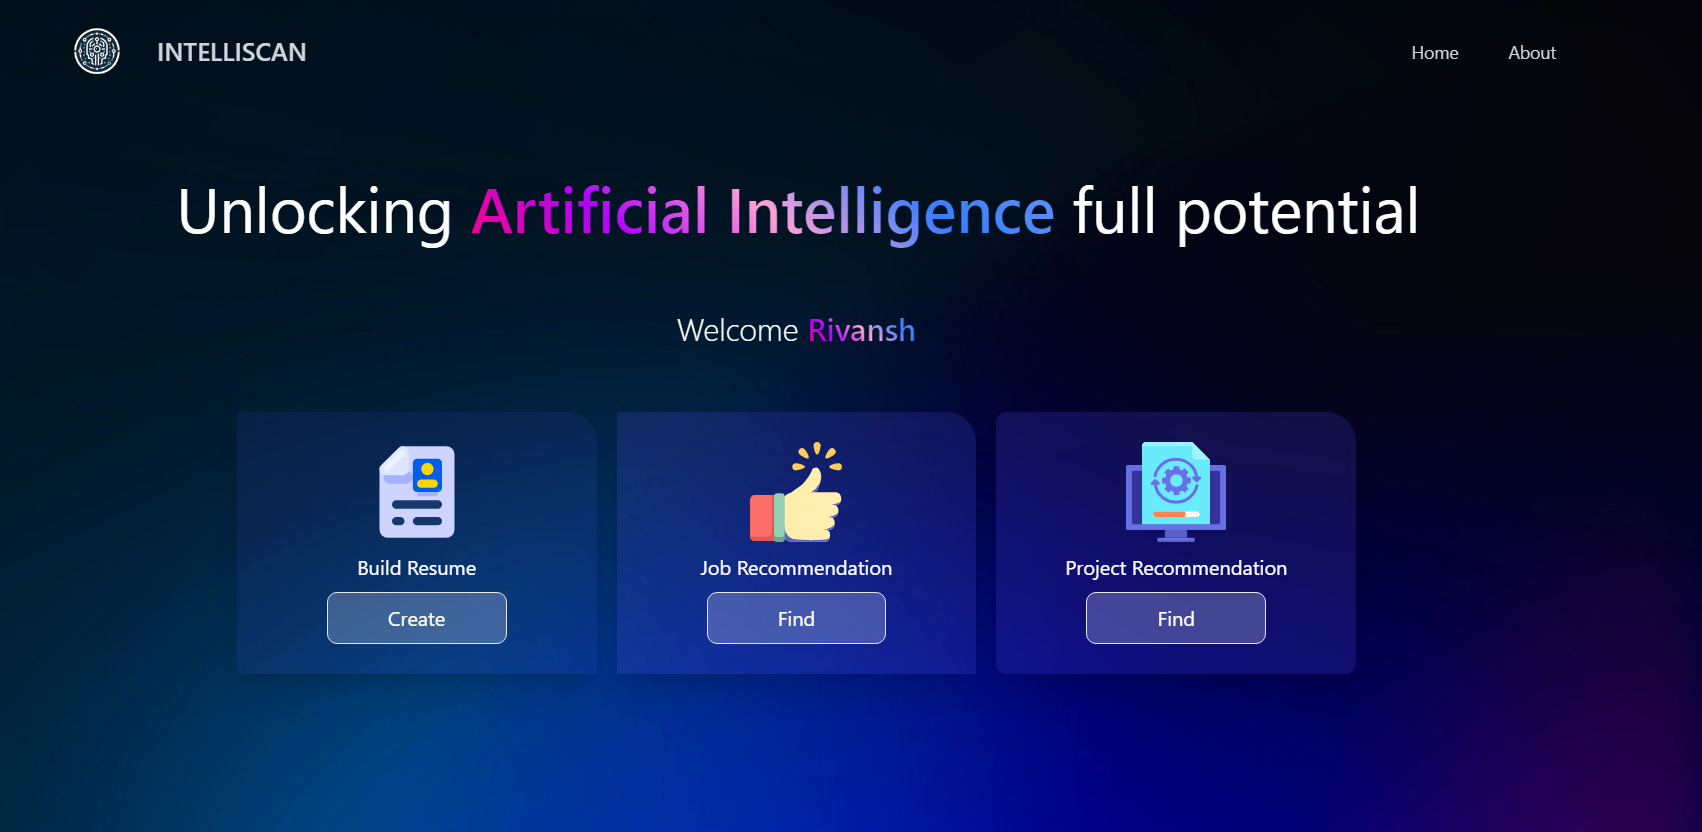 INTELLISCAN
Home About
Unlocking Artificial Intelligence full potential
Welcome Rivansh
Build Resume
Create
Job Recommendation
Find
Project Recommendation
Find